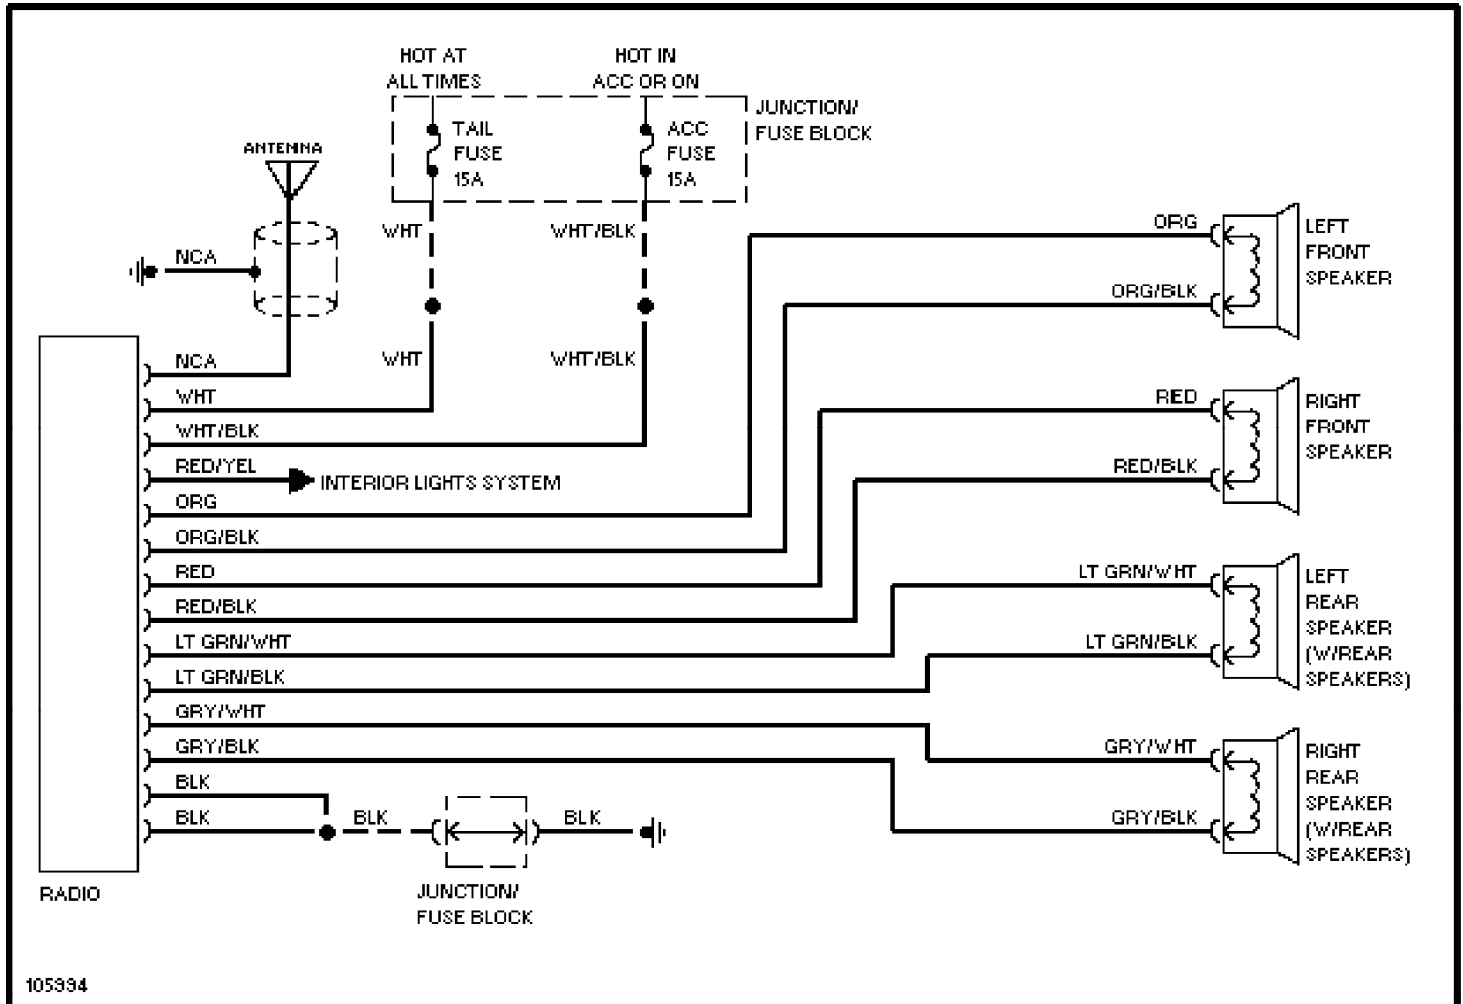 HOT AT
ALL TIMES
HOT IN
ACC OR ON
JUNCTION/
FUSE BLOCK
TAIL
FUSE
15A
ACC
FUSE
15A
ANTENNA
WHT
WHT/BLK
NCA
WHT
WHT/BLK
NCA
WHT
WHT/BLK
RED/YEL
INTERIOR LIGHTS SYSTEM
ORG
ORG/BLK
RED
RED/BLK
LT GRN/WHT
LT GRN/BLK
GRY/WHT
GRY/BLK
BLK
BLK
BLK
BLK
RADIO
JUNCTION/
FUSE BLOCK
ORG
ORG/BLK
LEFT
FRONT
SPEAKER
RED
RED/BLK
RIGHT
FRONT
SPEAKER
LT GRN/WHT
LT GRN/BLK
LEFT
REAR
SPEAKER
(W/REAR
SPEAKERS)
GRY/WHT
GRY/BLK
RIGHT
REAR
SPEAKER
(W/REAR
SPEAKERS)
105994